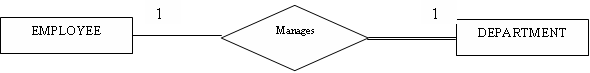 1
1
EMPLOYEE
Manages
DEPARTMENT